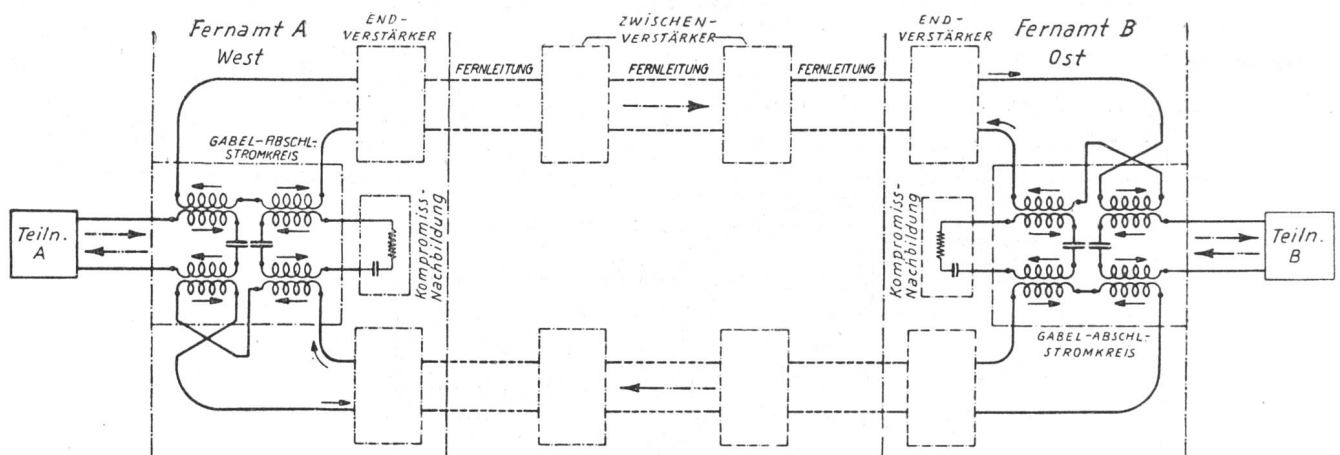 Fernamt A
West
END-
VERSTÄRKER
ZWISCHEN-
VERSTÄRKER
END-
VERSTÄRKER
Fernamt B
Ost
FERNLEITUNG
FERNLEITUNG
FERNLEITUNG
GABEL-ABSCHL-
STROMKREIS
Teiln.
A
Kompromiss-
Nachbildung
Kompromiss-
Nachbildung
Teiln.
B
GABEL-ABSCHL-
STROMKREIS